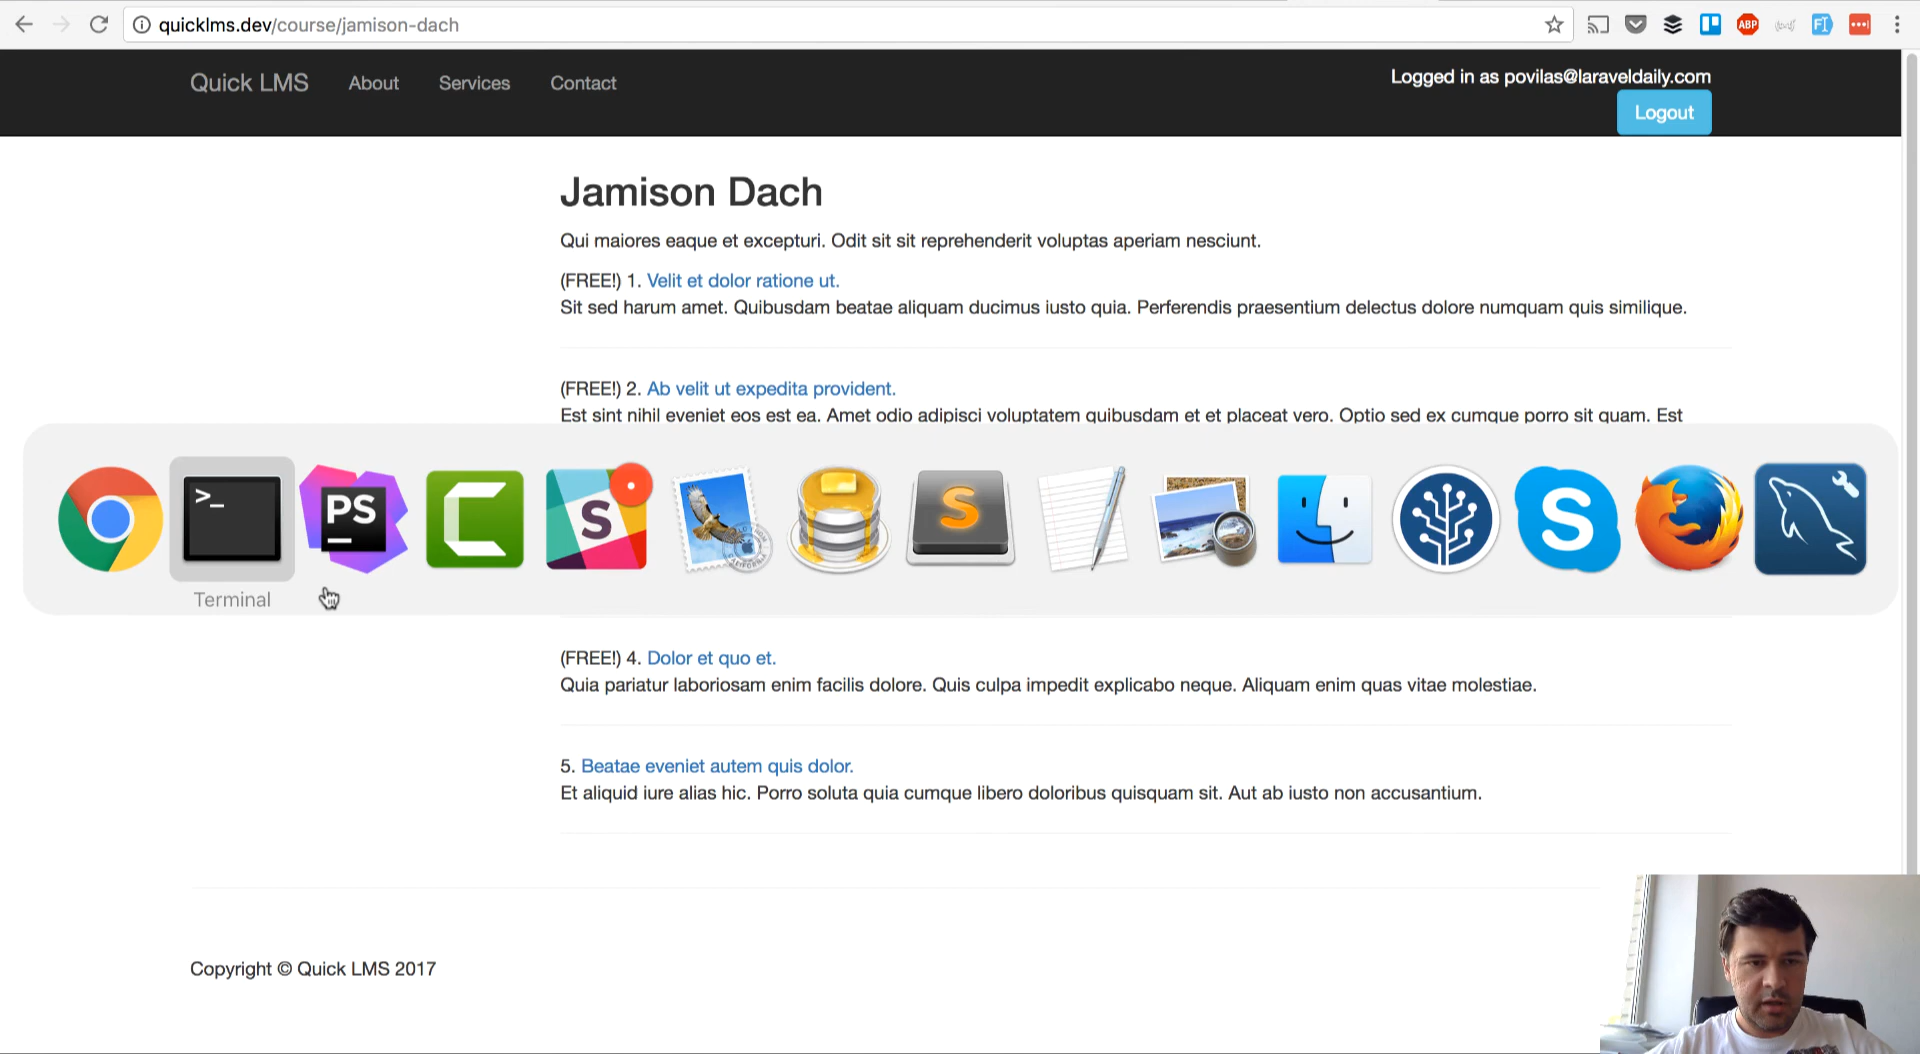 quicklms.dev/course/jamison-dach
ABP
Quick LMS
About
Services
Contact
Logged in as povilas@laraveldaily.com
Logout
Jamison Dach
Qui maiores eaque et excepturi. Odit sit sit reprehenderit voluptas aperiam nesciunt.
(FREE!) 1. Velit et dolor ratione ut.
Sit sed harum amet. Quibusdam beatae aliquam ducimus iusto quia. Perferendis praesentium delectus dolore numquam quis similique.
(FREE!) 2. Ab velit ut expedita provident.
Est sint nihil eveniet eos est ea. Amet odio adipisci voluptatem quibusdam et et placeat vero. Optio sed ex cumque porro sit quam. Est
>_
PS
S
S
S
Terminal
(FREE!) 4. Dolor et quo et.
Quia pariatur laboriosam enim facilis dolore. Quis culpa impedit explicabo neque. Aliquam enim quas vitae molestiae.
5. Beatae eveniet autem quis dolor.
Et aliquid iure alias hic. Porro soluta quia cumque libero doloribus quisquam sit. Aut ab iusto non accusantium.
Copyright © Quick LMS 2017